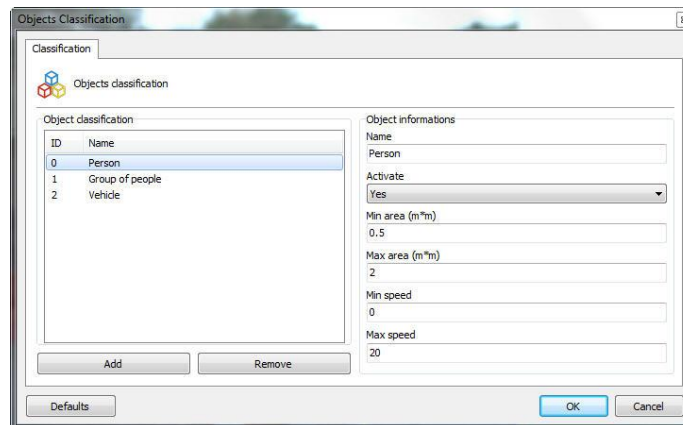 Objects Classification
Classification
Objects classification
Object classification
ID Name
0 Person
1 Group of people
2 Vehicle
Add Remove
Object informations
Name
Person
Activate
Yes
Min area (m*m)
0.5
Max area (m*m)
2
Min speed
0
Max speed
20
Defaults OK Cancel